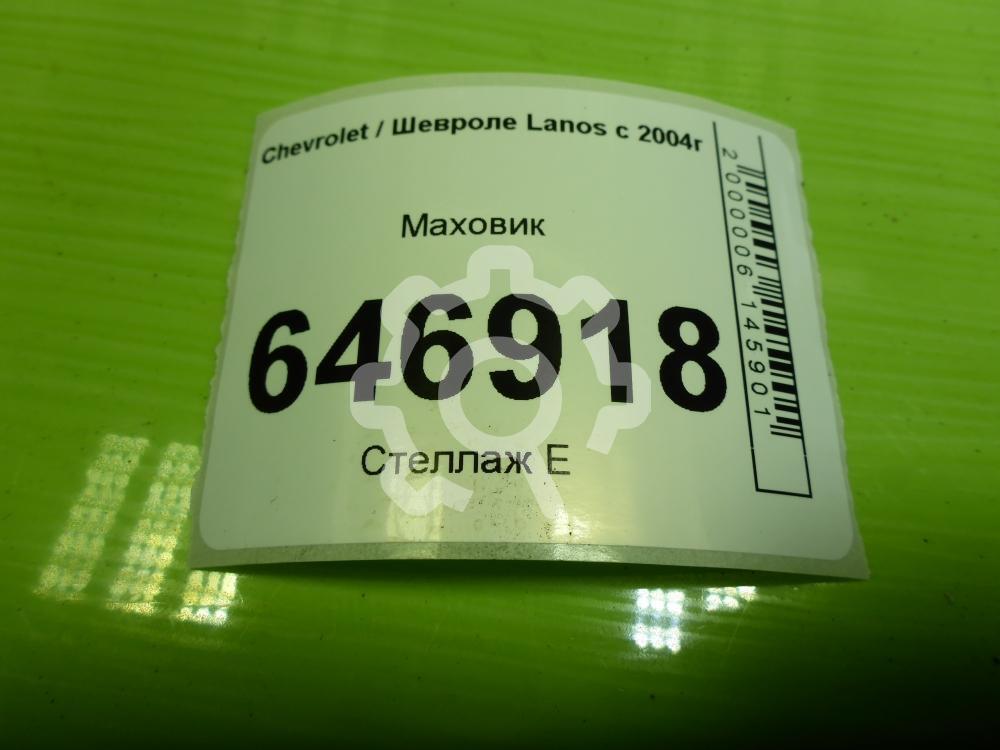 Chevrolet / Шевроле Lanos с 2004г
Маховик
646918
Стеллаж E
2000006145901